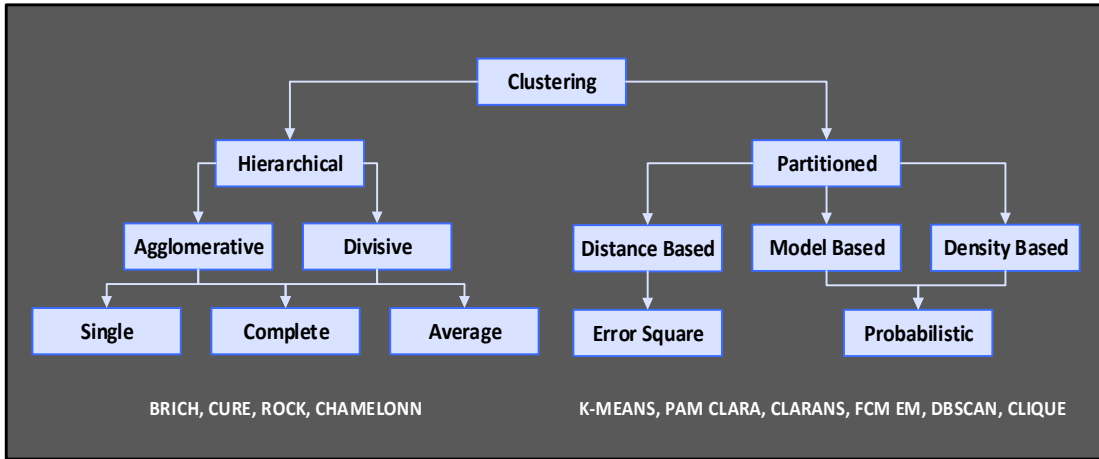 Clustering
Hierarchical
Partitioned
Agglomerative
Divisive
Distance Based
Model Based
Density Based
Single
Complete
Average
Error Square
Probabilistic
BRICH, CURE, ROCK, CHAMELONN
K-MEANS, PAM CLARA, CLARANS, FCM EM, DBSCAN, CLIQUE